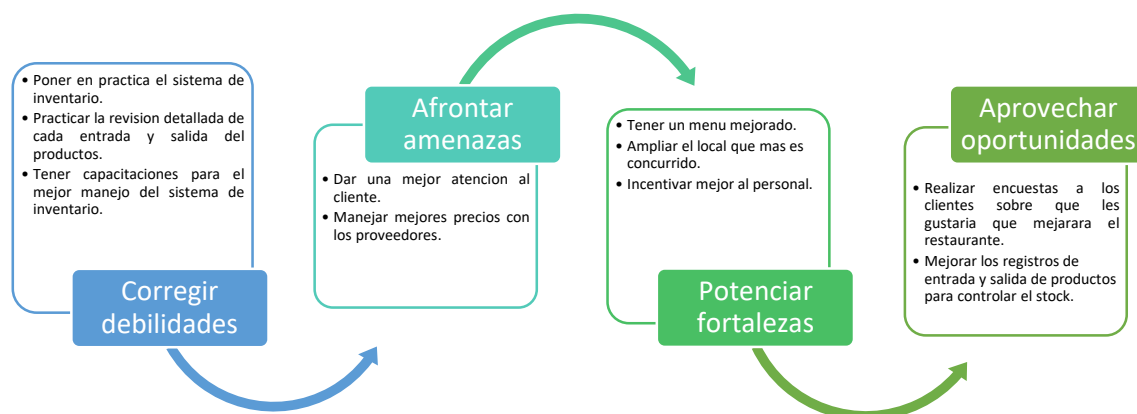 • Poner en practica el sistema de
inventario.
• Practicar la revision detallada de
cada entrada y salida del
productos.
• Tener capacitaciones para el
mejor manejo del sistema de
inventario.
Corregir
debilidades
Afrontar
amenazas
• Dar una mejor atencion al
cliente.
• Manejar mejores precios con
los proveedores.
• Tener un menu mejorado.
• Ampliar el local que mas es
concurrido.
• Incentivar mejor al personal.
Potenciar
fortalezas
Aprovechar
oportunidades
• Realizar encuestas a los
clientes sobre que les
gustaria que mejarara el
restaurante.
• Mejorar los registros de
entrada y salida de productos
para controlar el stock.